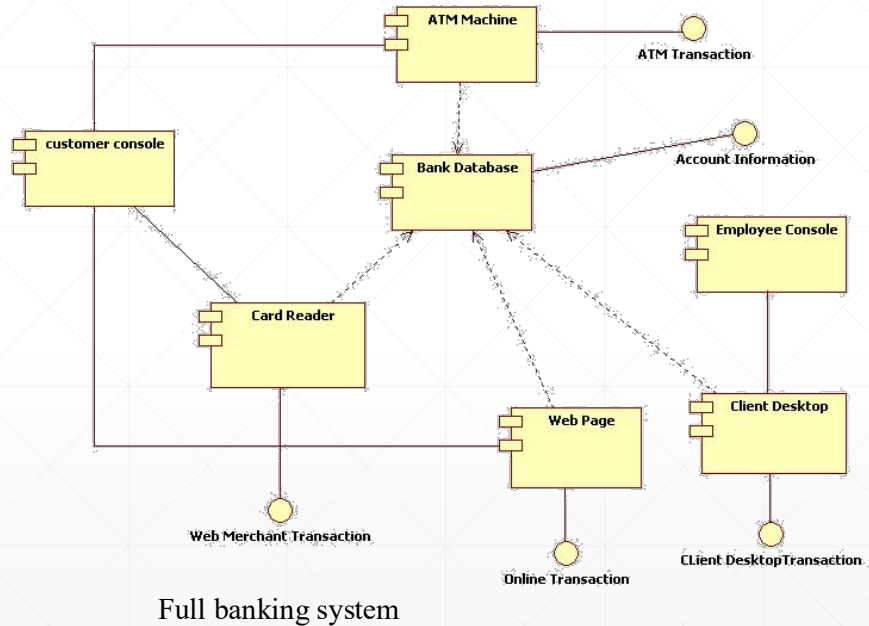 ATM Machine
ATM Transaction
customer console
Bank Database
Account Information
Employee Console
Card Reader
Client Desktop
Web Page
Web Merchant Transaction
CLient DesktopTransaction
Online Transaction
Full banking system